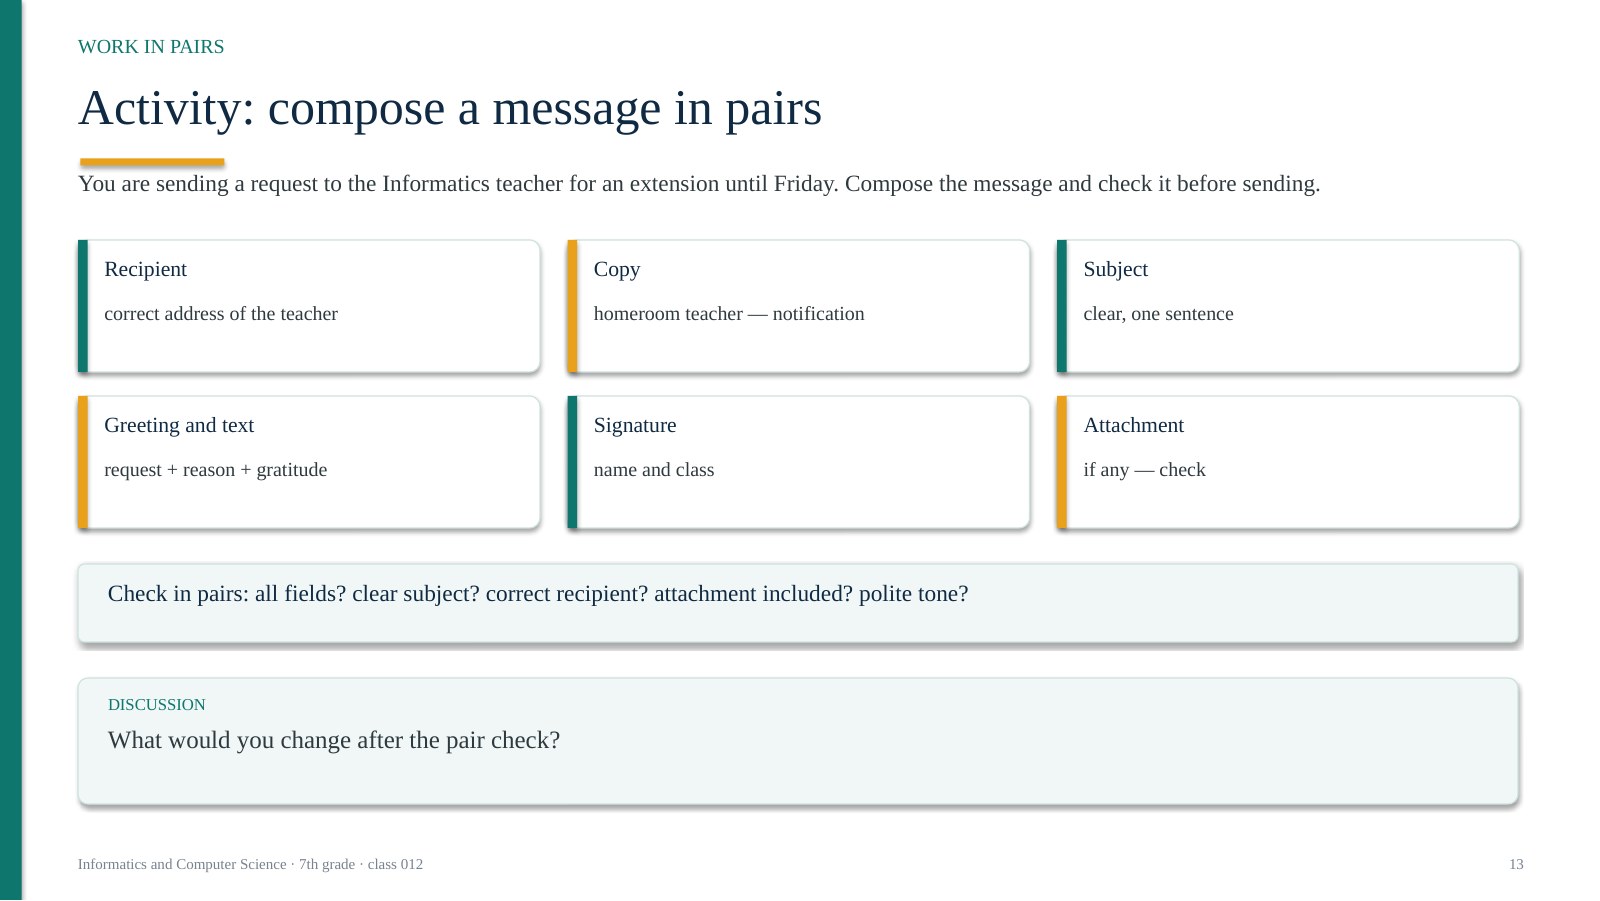 WORK IN PAIRS
Activity: compose a message in pairs
You are sending a request to the Informatics teacher for an extension until Friday. Compose the message and check it before sending.
Recipient
correct address of the teacher
Copy
homeroom teacher — notification
Subject
clear, one sentence
Greeting and text
request + reason + gratitude
Signature
name and class
Attachment
if any — check
Check in pairs: all fields? clear subject? correct recipient? attachment included? polite tone?
DISCUSSION
What would you change after the pair check?
Informatics and Computer Science · 7th grade · class 012
13